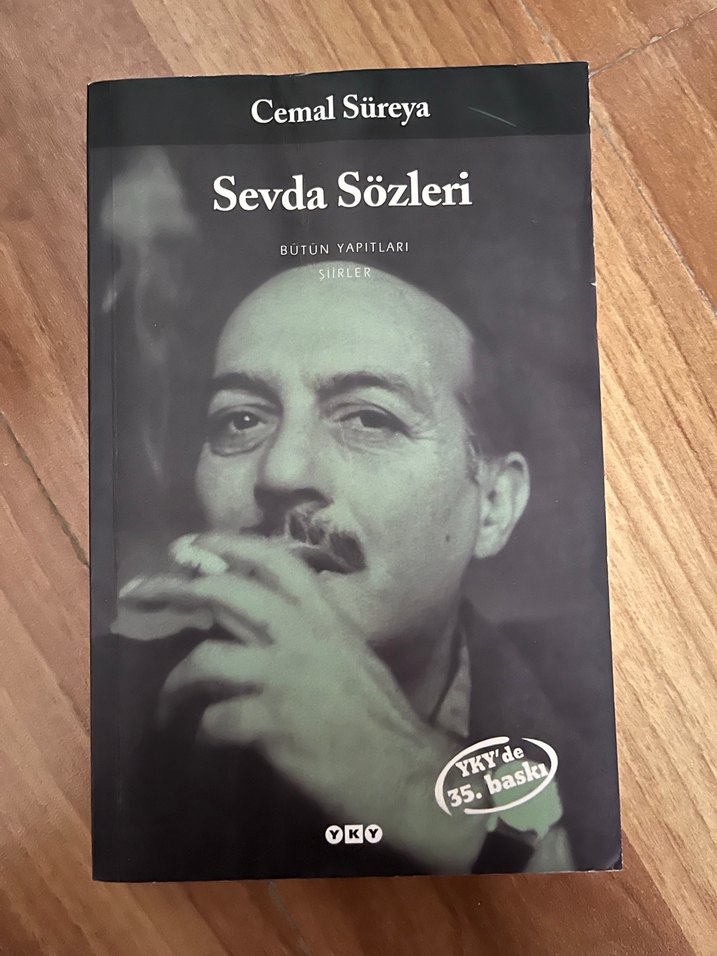 Cemal Süreya
Sevda Sözleri
BÜTÜN YAPITLARI
ŞİİRLER
YKY'de
35. baskı
YKY